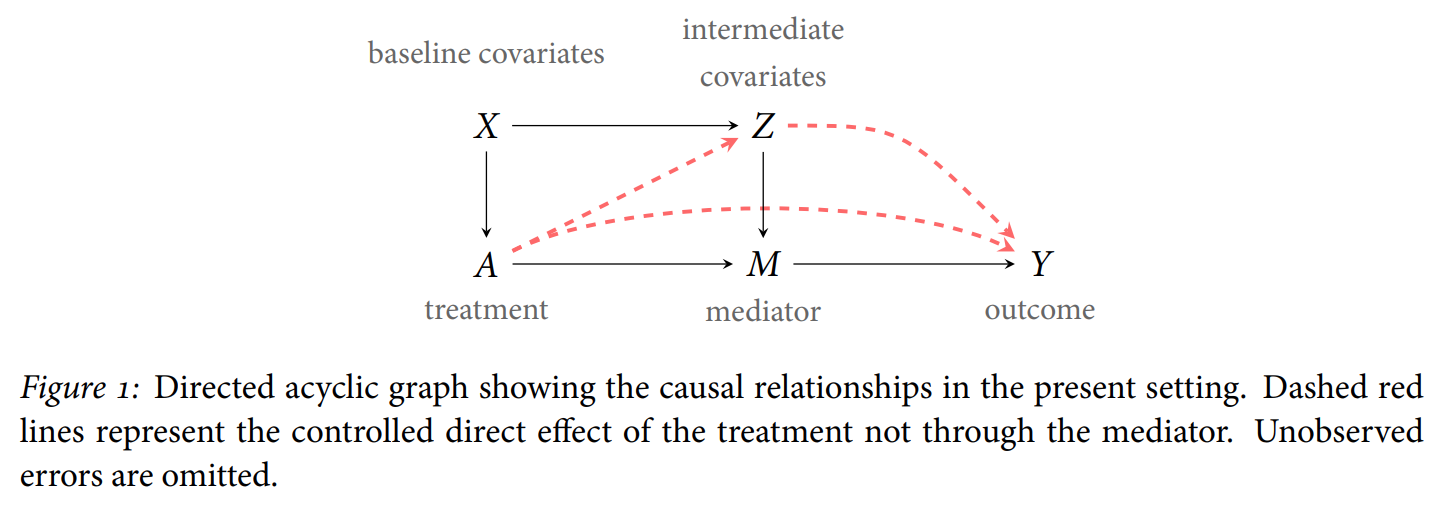 intermediate
baseline covariates
covariates
X Z
A M Y
treatment mediator outcome
Figure 1: Directed acyclic graph showing the causal relationships in the present setting. Dashed red
lines represent the controlled direct effect of the treatment not through the mediator. Unobserved
errors are omitted.